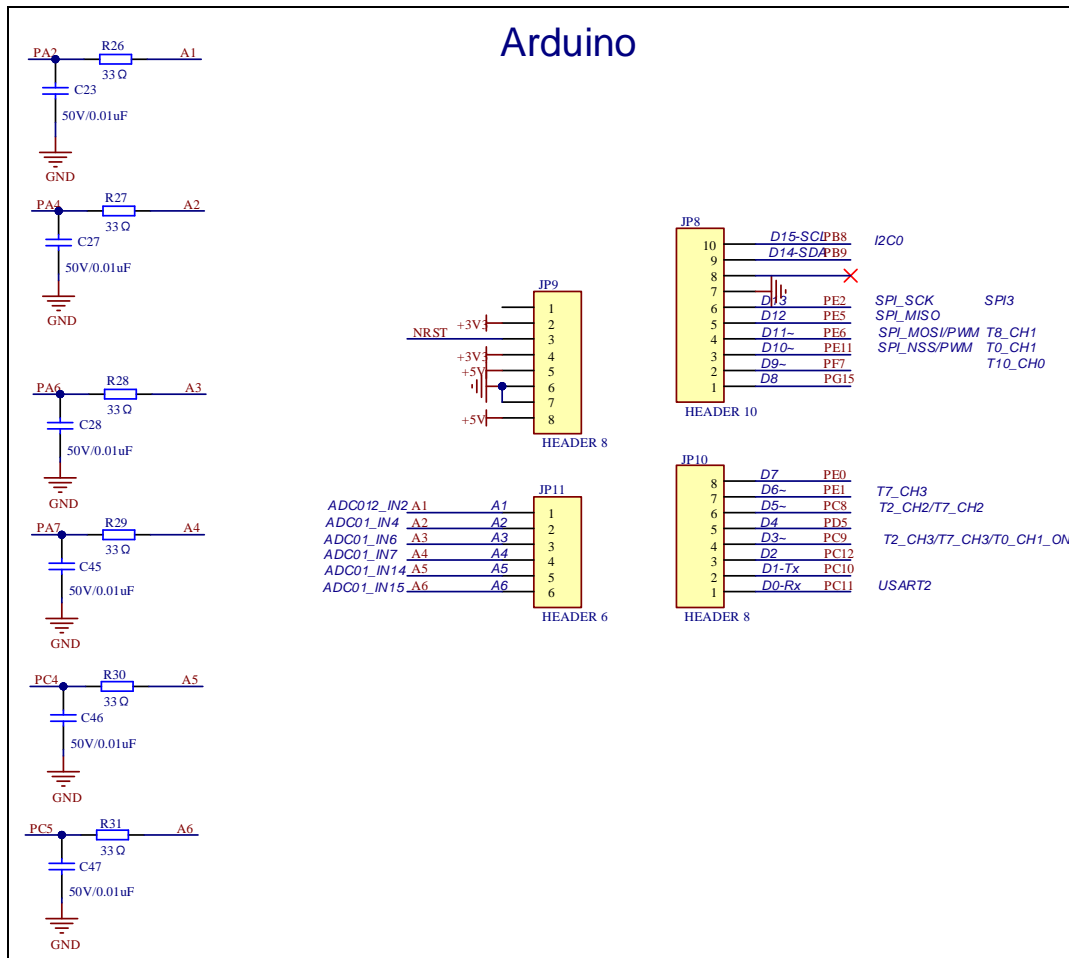 Arduino
PA2 R26 A1
33Ω
C23
50V/0.01uF
GND
PA4 R27 A2
33Ω
C27
50V/0.01uF
GND
PA6 R28 A3
33Ω
C28
50V/0.01uF
GND
PA7 R29 A4
33Ω
C45
50V/0.01uF
GND
PC4 R30 A5
33Ω
C46
50V/0.01uF
GND
PC5 R31 A6
33Ω
C47
50V/0.01uF
GND
JP9
1
+3V3 2
NRST 3
+3V3 4
+5V 5
6
7
+5V 8
HEADER 8
JP11
ADC012_IN2 A1 A1 1
ADC01_IN4 A2 A2 2
ADC01_IN6 A3 A3 3
ADC01_IN7 A4 A4 4
ADC01_IN14 A5 A5 5
ADC01_IN15 A6 A6 6
HEADER 6
JP8
10 D15-SCL PB8 I2C0
9 D14-SDA PB9
8
7
6 D13 PE2 SPI_SCK SPI3
5 D12 PE5 SPI_MISO
4 D11~ PE6 SPI_MOSI/PWM T8_CH1
3 D10~ PE11 SPI_NSS/PWM T0_CH1
2 D9~ PF7 T10_CH0
1 D8 PG15
HEADER 10
JP10
8 D7 PE0
7 D6~ PE1 T7_CH3
6 D5~ PC8 T2_CH2/T7_CH2
5 D4 PD5
4 D3~ PC9 T2_CH3/T7_CH3/T0_CH1_ON
3 D2 PC12
2 D1-Tx PC10
1 D0-Rx PC11 USART2
HEADER 8